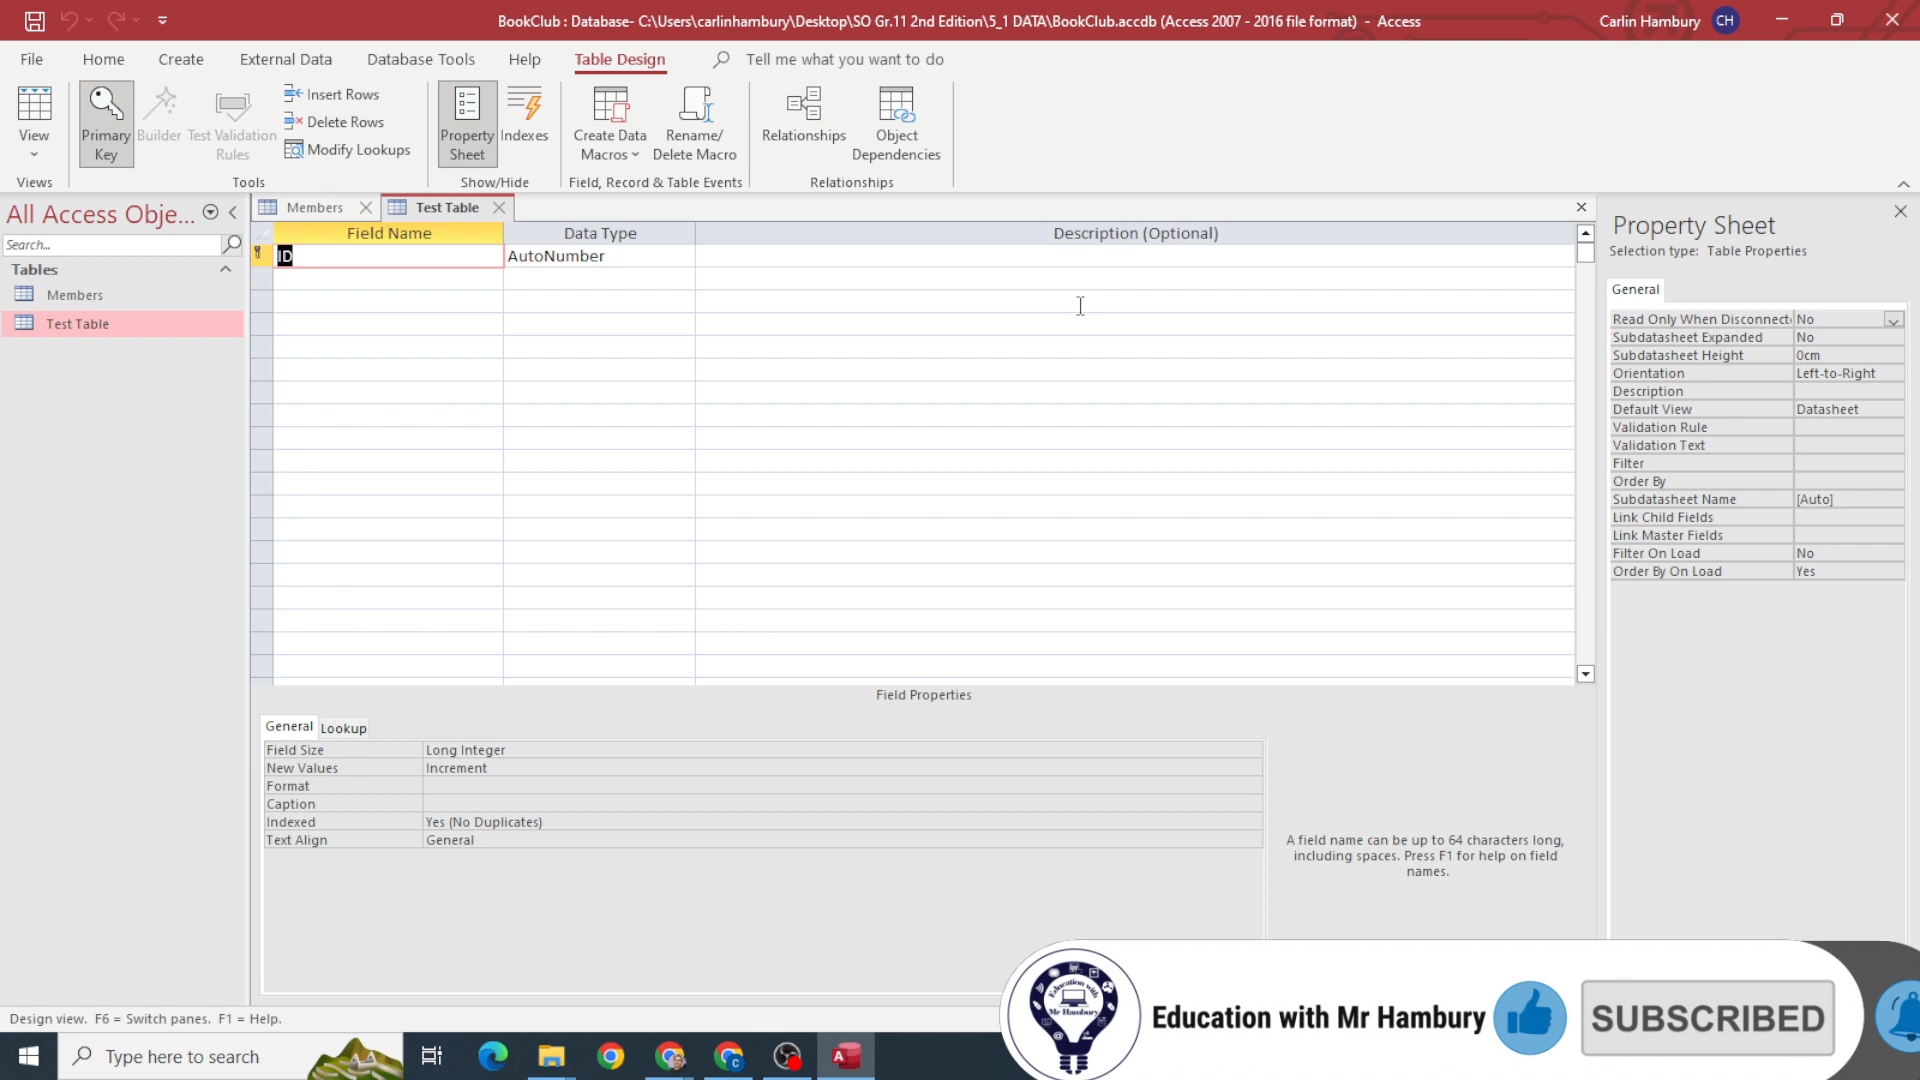 BookClub : Database- C:\Users\carlinhambury\Desktop\SO Gr.11 2nd Edition\5_1 DATA\BookClub.accdb (Access 2007 - 2016 file format) - Access
Carlin Hambury CH
File Home Create External Data Database Tools Help Table Design Tell me what you want to do
View
Primary Key
Builder
Test Validation Rules
Insert Rows
Delete Rows
Modify Lookups
Property Sheet
Indexes
Create Data Macros
Rename/ Delete Macro
Relationships
Object Dependencies
Views Tools Show/Hide Field, Record & Table Events Relationships
All Access Obje...
Search...
Tables
Members
Test Table
Members Test Table
Field Name Data Type Description (Optional)
ID AutoNumber
Field Properties
General Lookup
Field Size Long Integer
New Values Increment
Format
Caption
Indexed Yes (No Duplicates)
Text Align General
A field name can be up to 64 characters long,
including spaces. Press F1 for help on field
names.
Property Sheet
Selection type: Table Properties
General
Read Only When Disconnect No
Subdatasheet Expanded No
Subdatasheet Height 0cm
Orientation Left-to-Right
Description
Default View Datasheet
Validation Rule
Validation Text
Filter
Order By
Subdatasheet Name [Auto]
Link Child Fields
Link Master Fields
Filter On Load No
Order By On Load Yes
Design view. F6 = Switch panes. F1 = Help.
Education with
Mr Hambury
Education with Mr Hambury
SUBSCRIBED
Type here to search